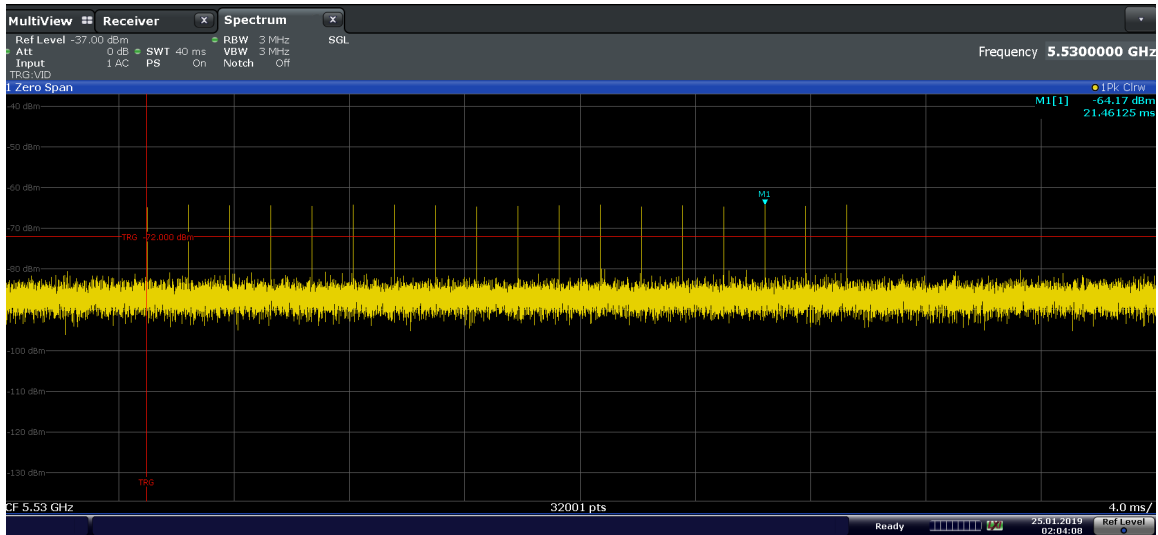 MultiView Receiver X Spectrum X
Ref Level -37.00 dBm RBW 3 MHz SGL
Att 0 dB SWT 40 ms VBW 3 MHz Frequency 5.5300000 GHz
Input 1 AC PS On Notch Off
TRG:VID
1 Zero Span 1Pk Clrw
M1[1] -64.17 dBm
21.46125 ms
-40 dBm
-50 dBm
-60 dBm
M1
-70 dBm
TRG -72.000 dBm
-80 dBm
-100 dBm
-110 dBm
-120 dBm
-130 dBm
TRG
CF 5.53 GHz 32001 pts 4.0 ms/
Ready 25.01.2019 Ref Level
02:04:08